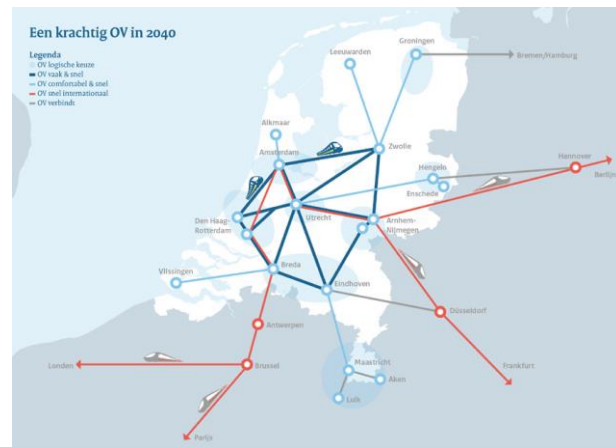 Een krachtig OV in 2040
Legenda
OV logische keuze
OV vaak & snel
OV comfortabel & snel
OV snel internationaal
OV verbindt
Leeuwarden
Groningen
Bremen/Hamburg
Alkmaar
Amsterdam
Zwolle
Hengelo
Hannover
Berlijn
Enschede
Den Haag-
Rotterdam
Utrecht
Arnhem-
Nijmegen
Vlissingen
Breda
Eindhoven
Düsseldorf
Antwerpen
Londen
Brussel
Maastricht
Aken
Frankfurt
Luik
Parijs